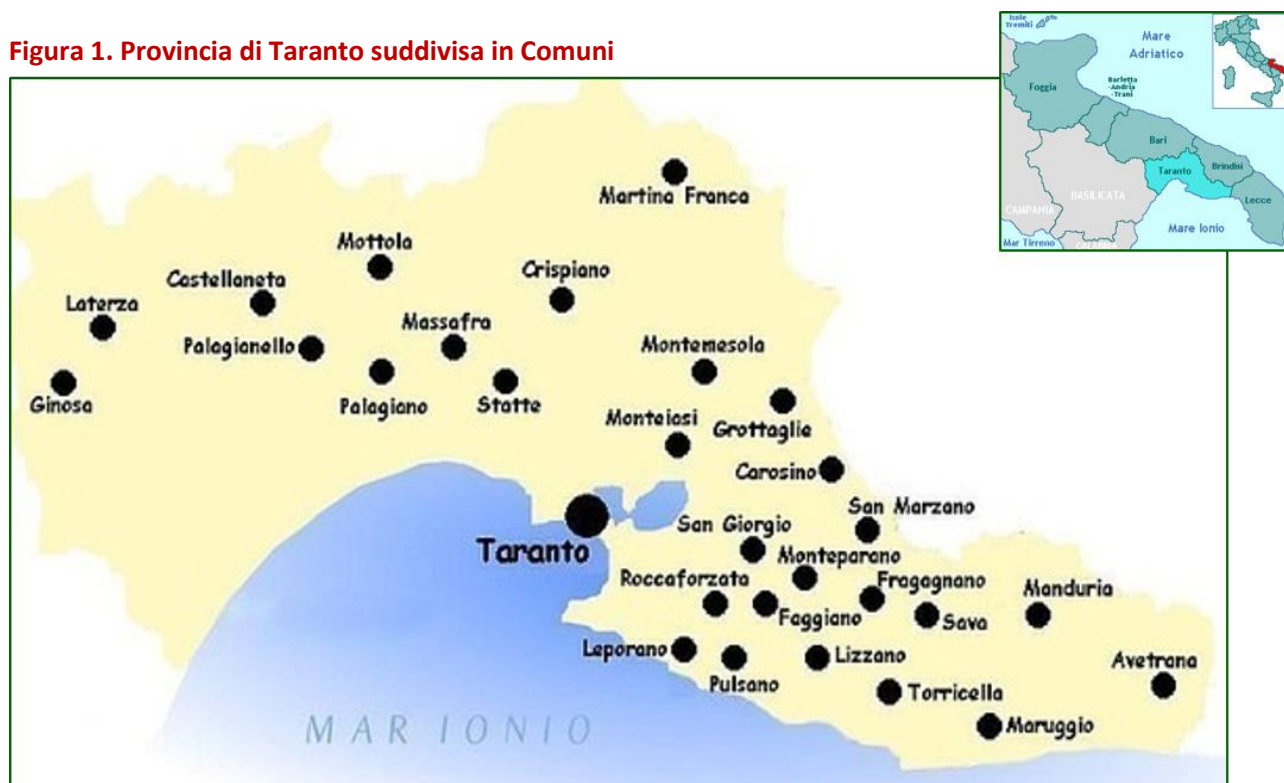 Figura 1. Provincia di Taranto suddivisa in Comuni
Isole
Tremiti
Mare
Adriatico
Foggia
Barletta
-Andria
-Trani
Bari
Taranto
Brindisi
Lecce
BASILICATA
CAMPANIA
Mar Tirreno
Mare Ionio
CALABRIA
Martina Franca
Mottola
Crispiano
Castellaneta
Laterza
Massafra
Palagianello
Montemesola
Ginosa
Palagiano
Statte
Monteiasi
Grottaglie
Carosino
San Marzano
San Giorgio
Taranto
Monteparano
Roccaforzata
Fragagnano
Manduria
Faggiano
Sava
Leporano
Lizzano
Avetrana
Pulsano
Torricella
Maruggio
MAR IONIO